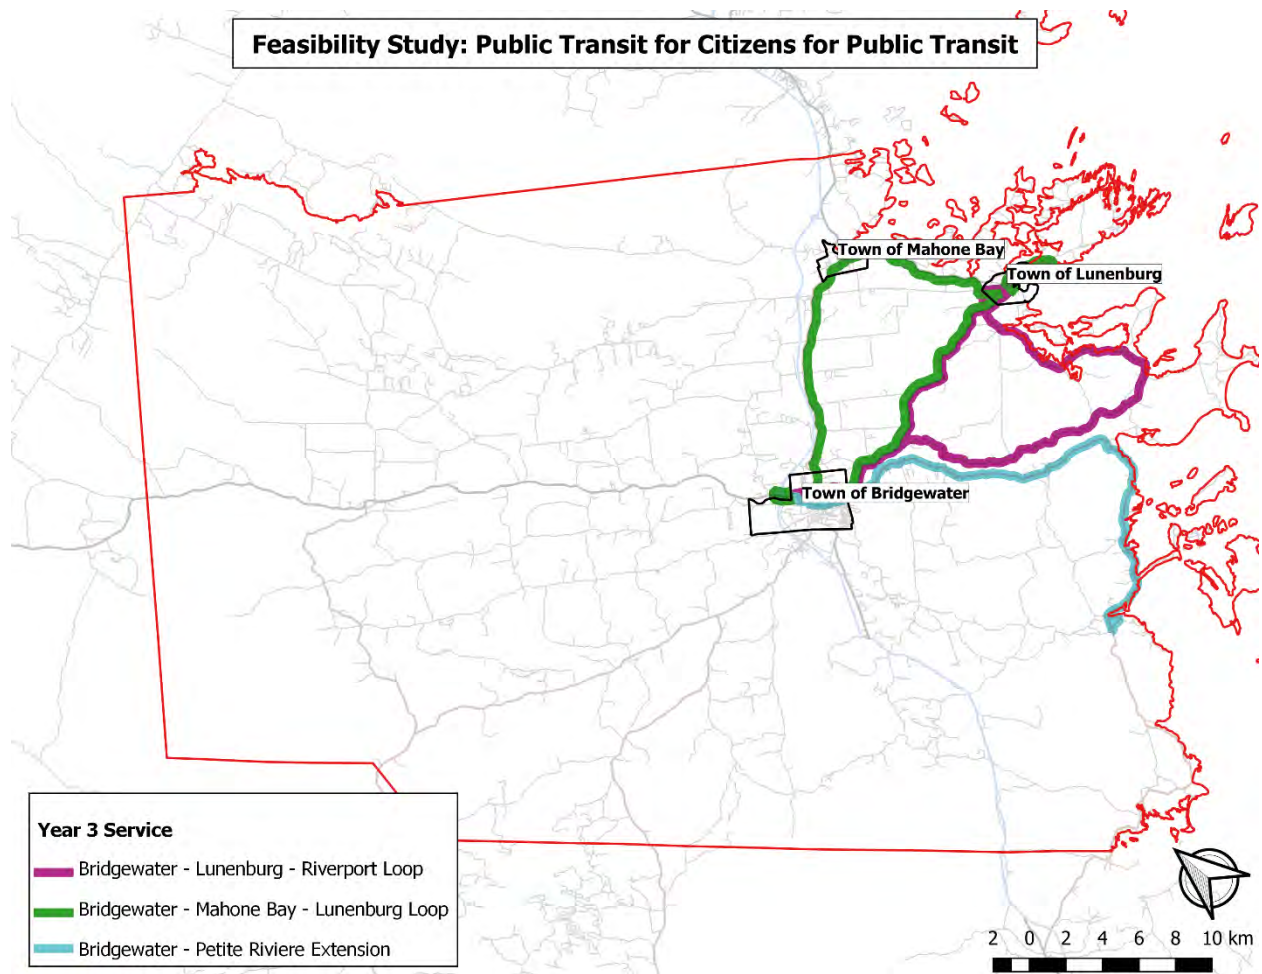 Feasibility Study: Public Transit for Citizens for Public Transit
Town of Mahone Bay
Town of Lunenburg
Town of Bridgewater
Year 3 Service
Bridgewater - Lunenburg - Riverport Loop
Bridgewater - Mahone Bay - Lunenburg Loop
Bridgewater - Petite Riviere Extension
2 0 2 4 6 8 10 km